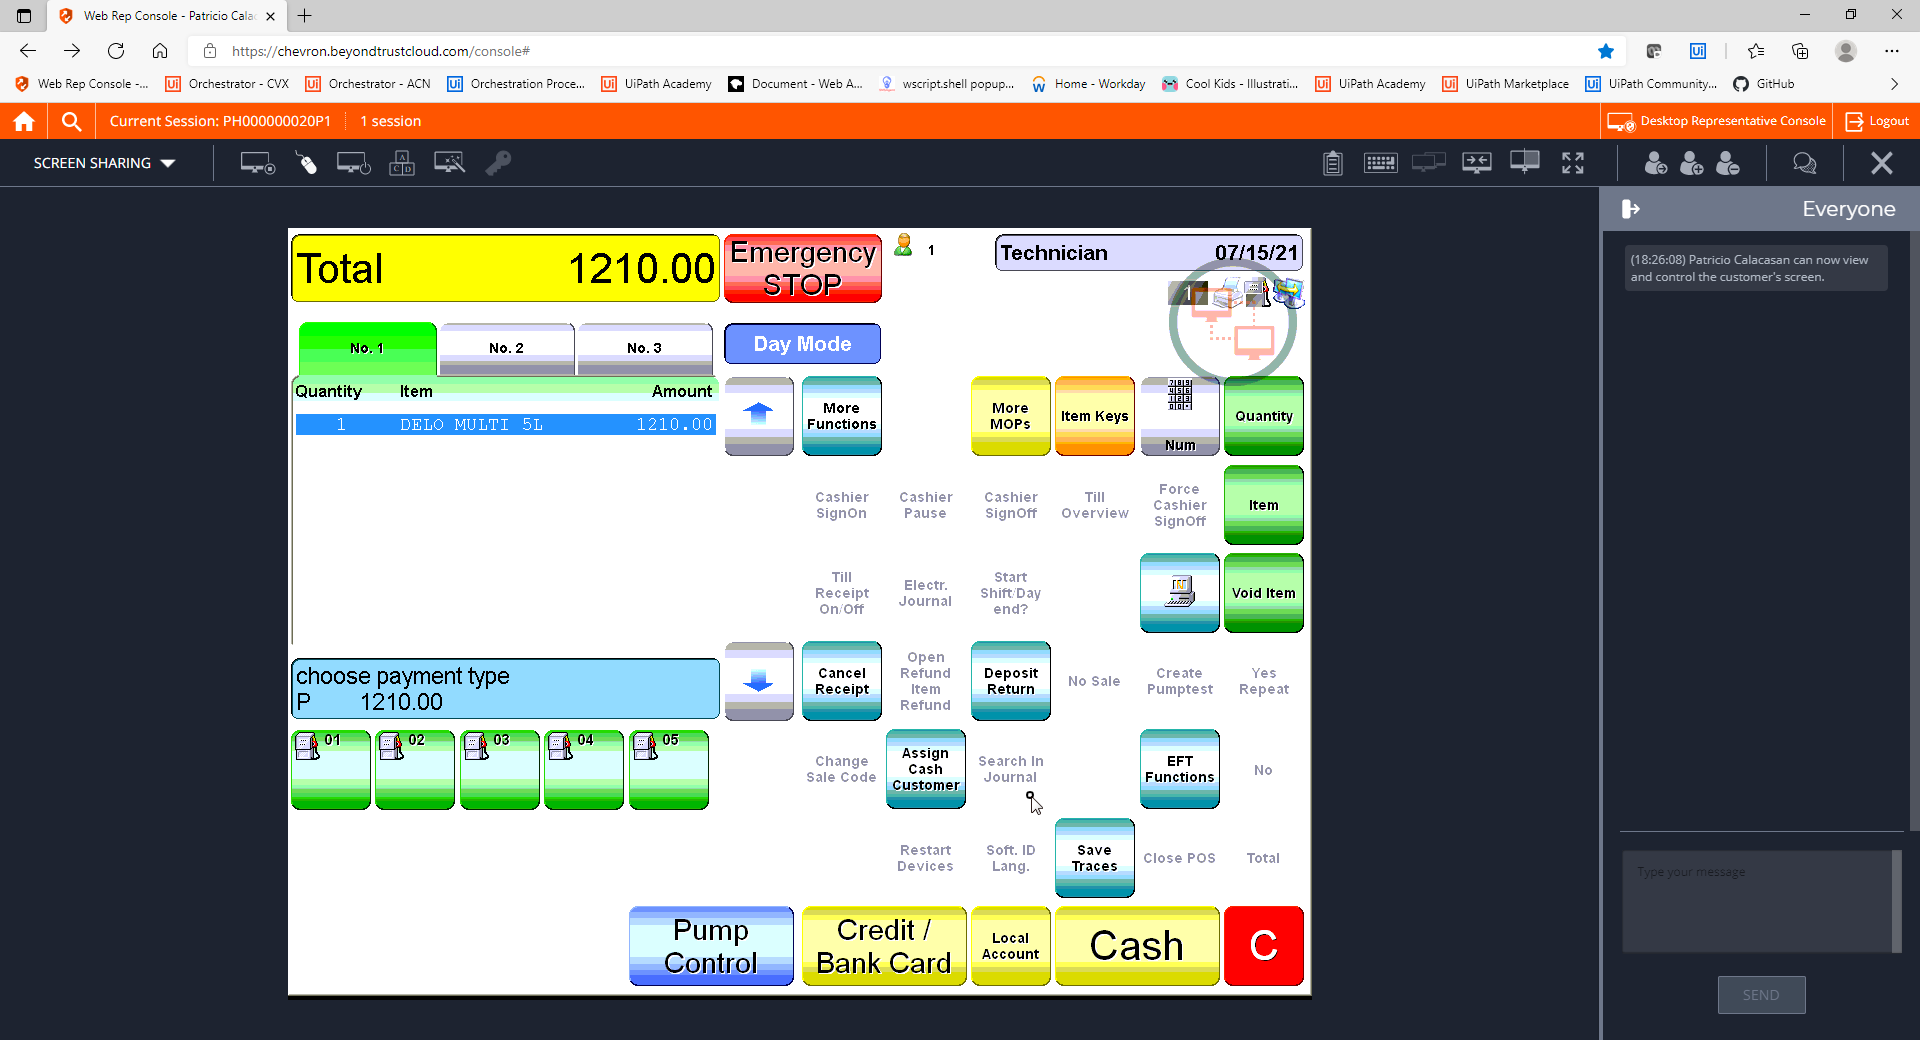 Web Rep Console - Patricio Cala
https://chevron.beyondtrustcloud.com/console#
Web Rep Console -...
Orchestrator - CVX
Orchestrator - ACN
Orchestration Proce...
UiPath Academy
Document - Web A...
wscript.shell popup...
Home - Workday
Cool Kids - Illustrati...
UiPath Academy
UiPath Marketplace
UiPath Community...
GitHub
Current Session: PH000000020P1
1 session
Desktop Representative Console
Logout
SCREEN SHARING
Everyone
(18:26:08) Patricio Calacasan can now view
and control the customer's screen.
Total 1210.00
Emergency
STOP
1
Technician 07/15/21
1
No. 1
No. 2
No. 3
Day Mode
Quantity Item Amount
1 DELO MULTI 5L 1210.00
More
Functions
More
MOPs
Item Keys
Num
Quantity
Cashier
SignOn
Cashier
Pause
Cashier
SignOff
Till
Overview
Force
Cashier
SignOff
Item
Till
Receipt
On/Off
Electr.
Journal
Start
Shift/Day
end?
Void Item
choose payment type
P 1210.00
Cancel
Receipt
Open
Refund
Item
Refund
Deposit
Return
No Sale
Create
Pumptest
Yes
Repeat
01
02
03
04
05
Change
Sale Code
Assign
Cash
Customer
Search In
Journal
EFT
Functions
No
Restart
Devices
Soft. ID
Lang.
Save
Traces
Close POS
Total
Type your message
Pump
Control
Credit /
Bank Card
Local
Account
Cash
C
SEND